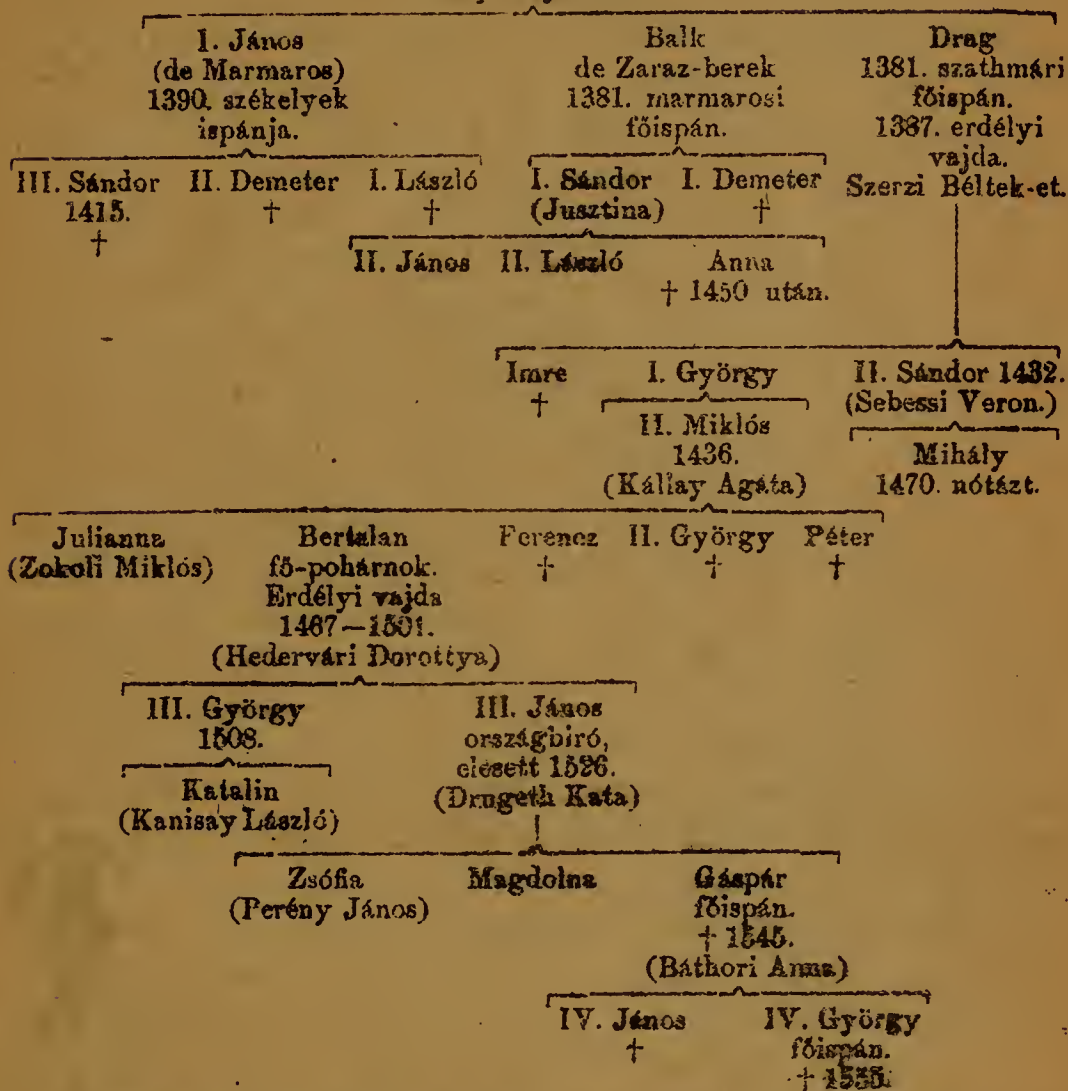 I. János Balk Drag
(de Marmaros) de Zaraz-berek 1381. szathmári
1390. székelyek 1381. marmarosi főispán.
ispánja. főispán. 1387. erdélyi
vajda.
III. Sándor II. Demeter I. László I. Sándor I. Demeter Szerzi Béltek-et.
1415. † † (Jusztina) †
†
II. János II. László Anna
† 1450 után.
Imre I. György II. Sándor 1432.
† (Sebessi Veron.)
II. Miklós Mihály
1436. 1470. nótázt.
(Kállay Agáta)
Julianna Bertalan Ferencz II. György Péter
(Zokoli Miklós) fő-pohárnok. † † †
Erdélyi vajda
1467—1501.
(Hedervári Dorottya)
III. György III. János
1508. országbiró,
elesett 1526.
Katalin (Drugeth Kata)
(Kanisay László)
Zsófia Magdolna Gáspár
(Perény János) főispán.
† 1545.
(Báthori Anna)
IV. János IV. György
† főispán.
† 1555.